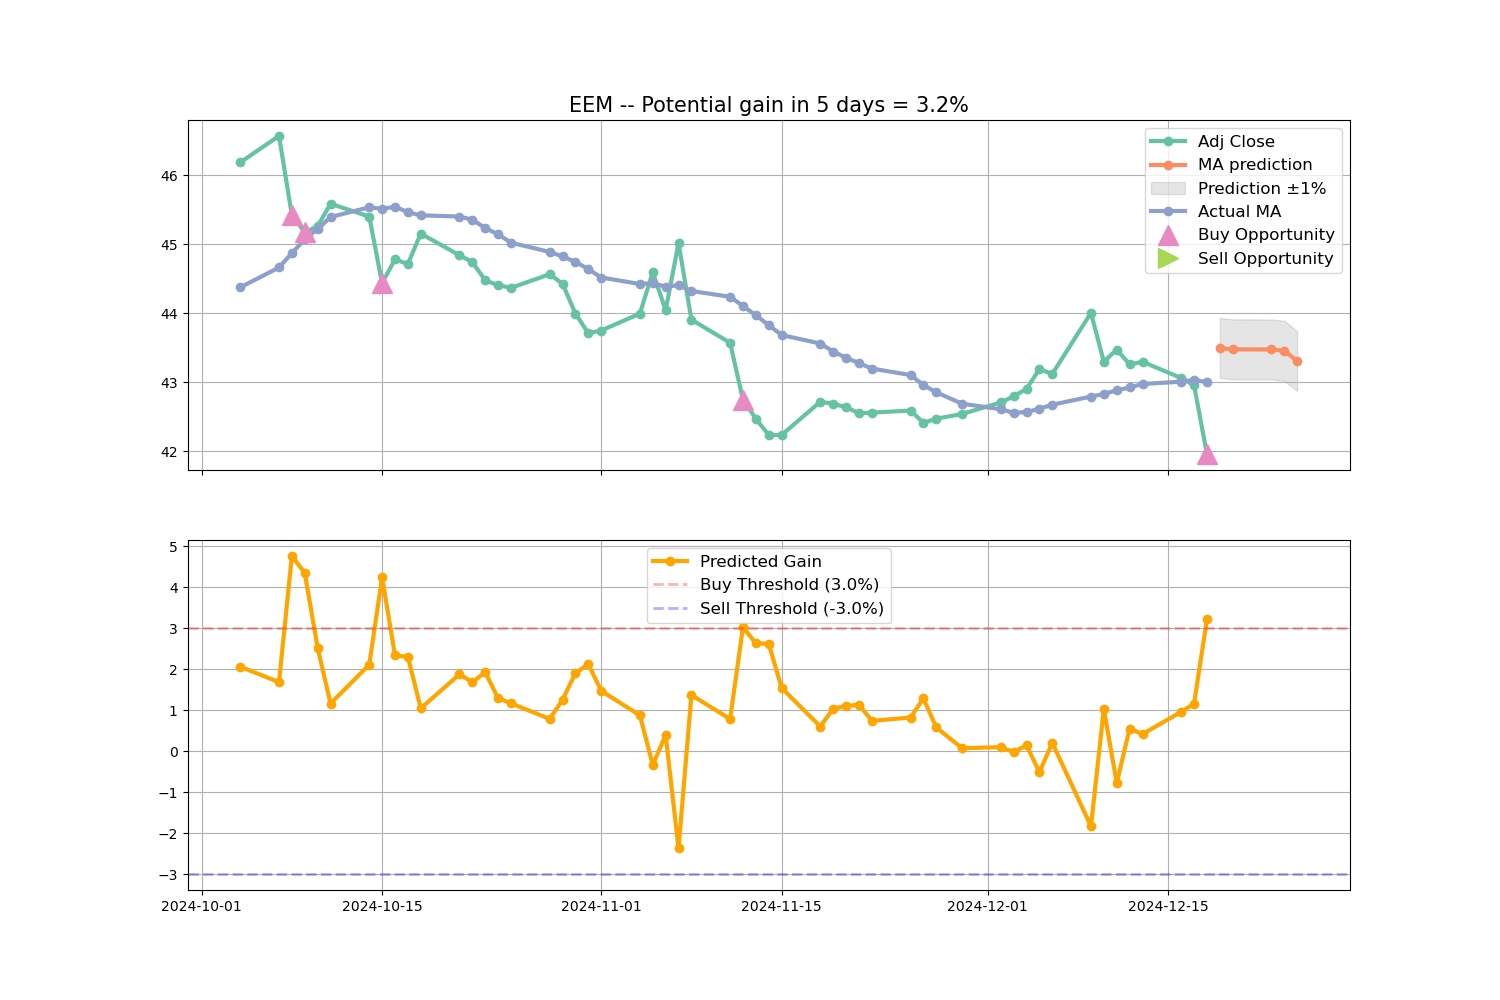 EEM -- Potential gain in 5 days = 3.2%
46
45
44
43
42
Adj Close
MA prediction
Prediction ±1%
Actual MA
Buy Opportunity
Sell Opportunity
5
4
3
2
1
0
−1
−2
−3
Predicted Gain
Buy Threshold (3.0%)
Sell Threshold (-3.0%)
2024-10-01 2024-10-15 2024-11-01 2024-11-15 2024-12-01 2024-12-15